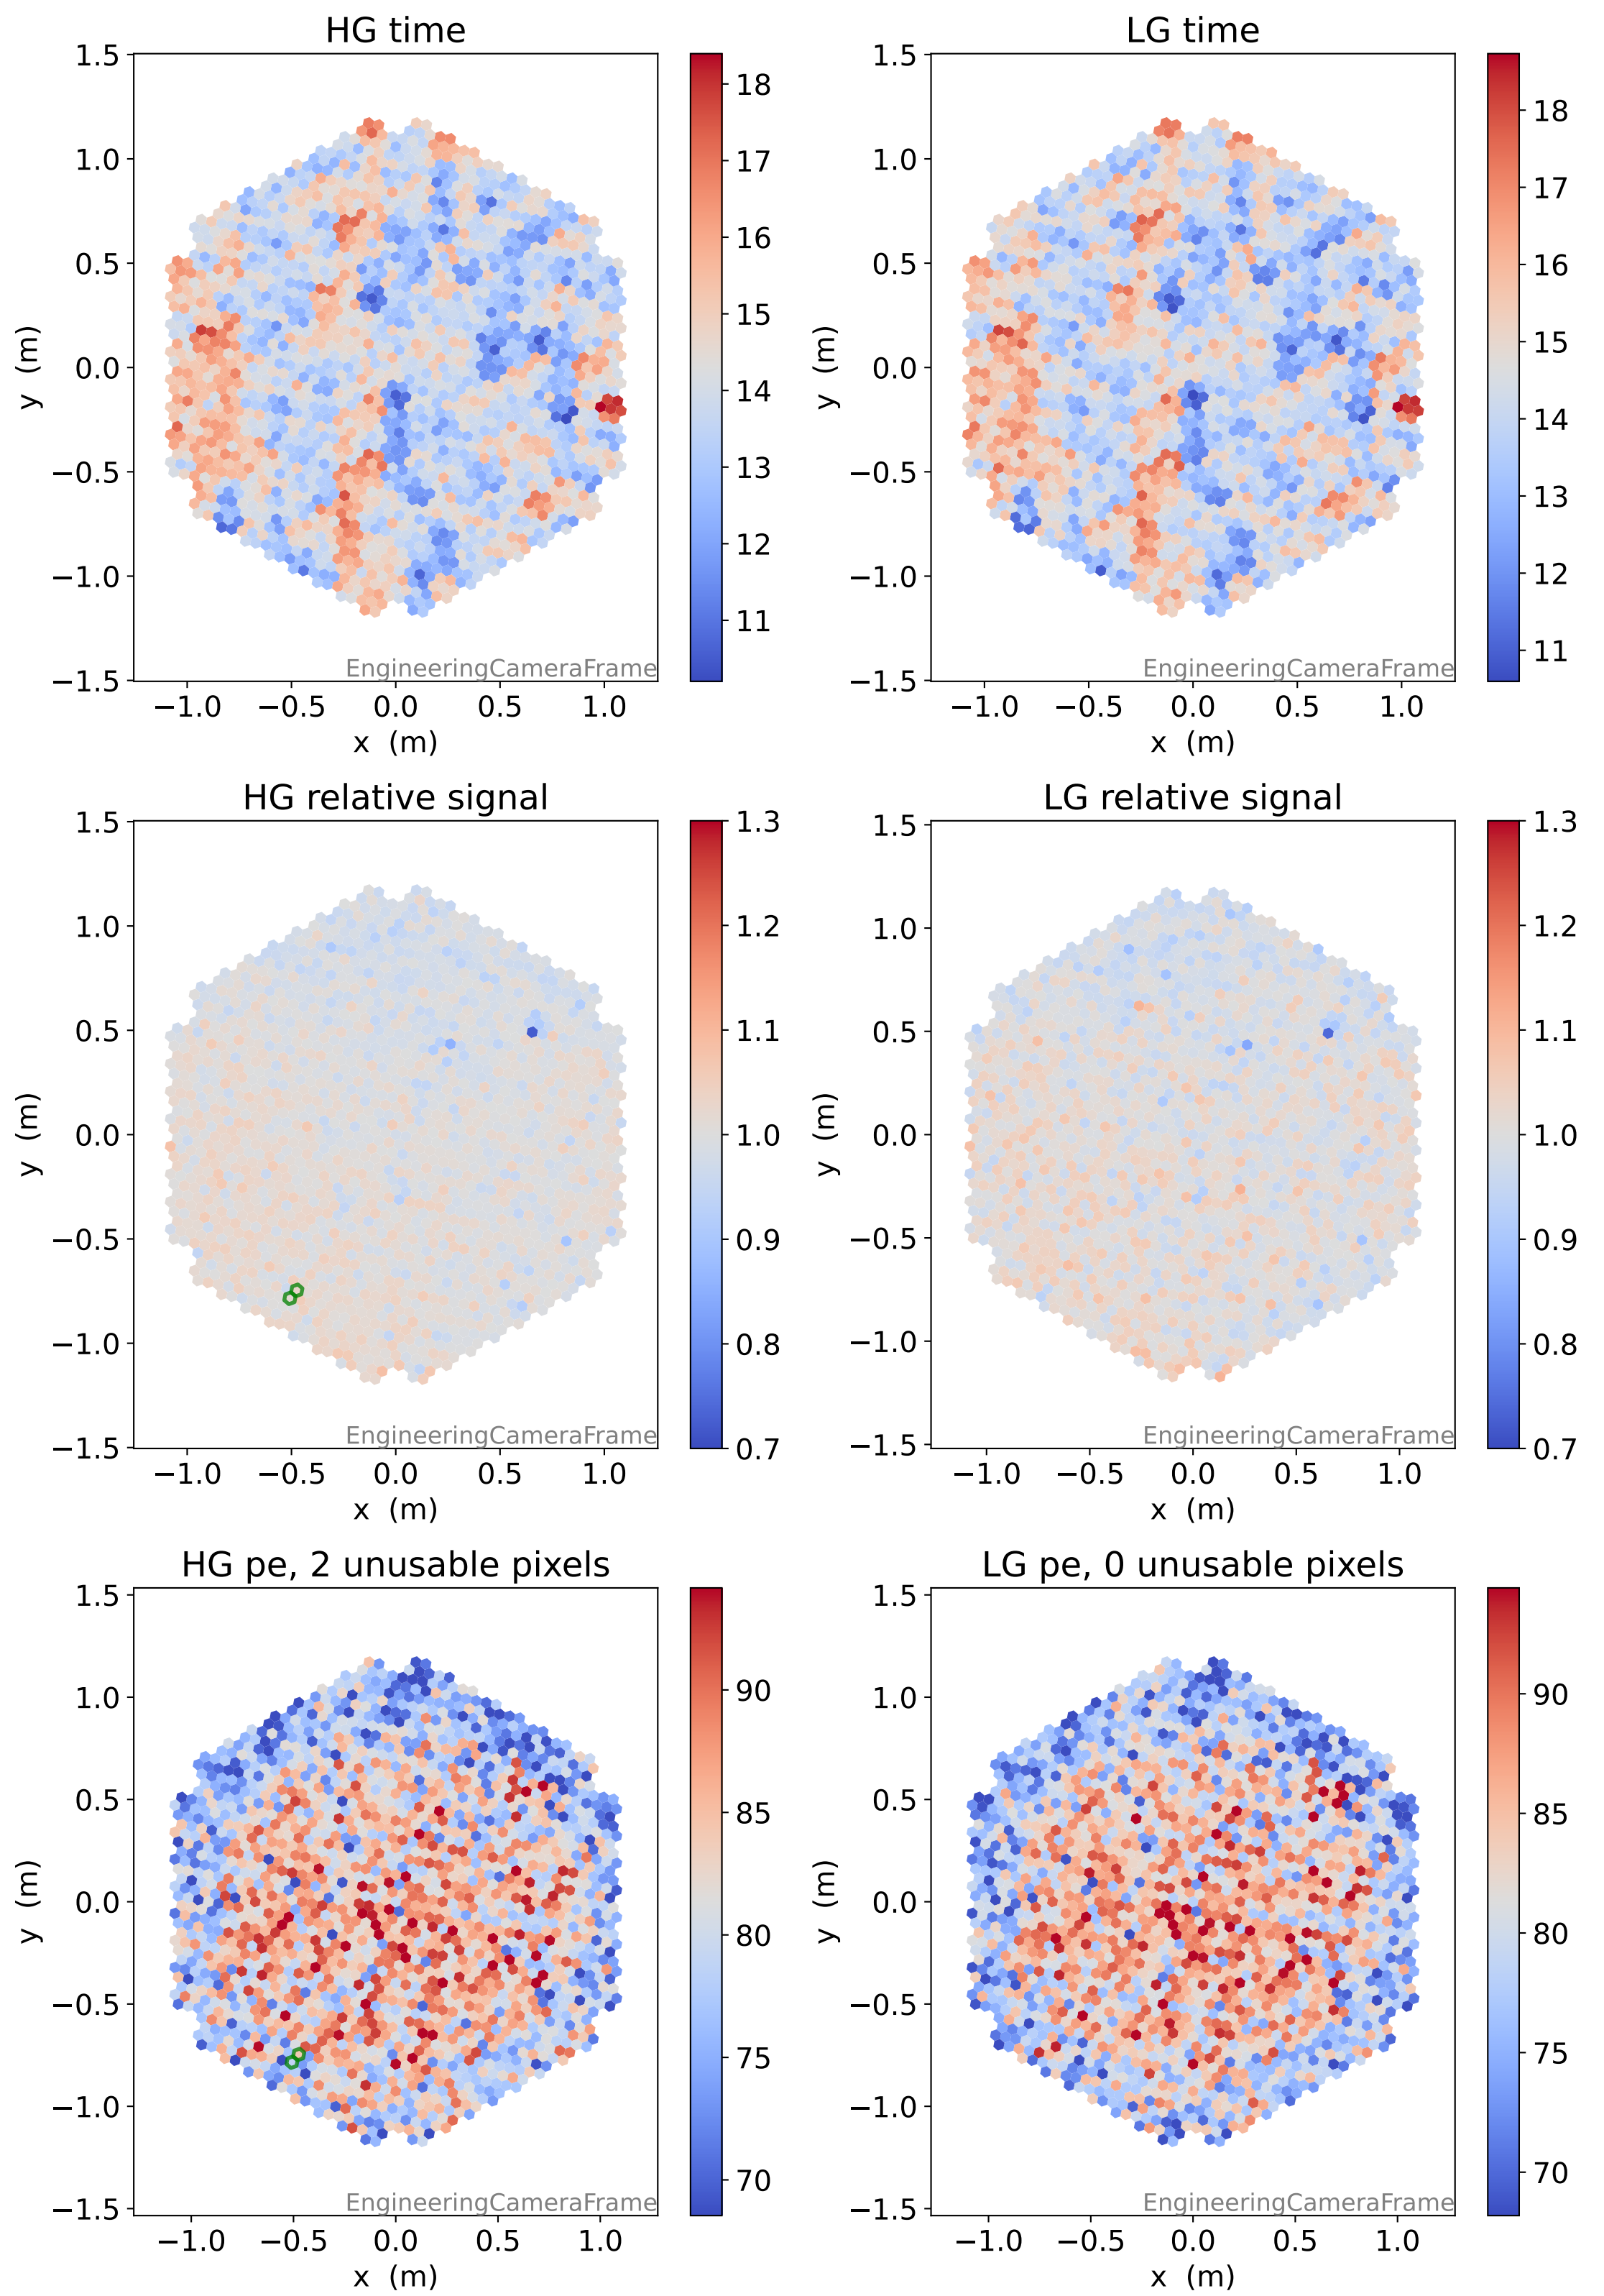 HG time
1.5
1.0
0.5
0.0
−0.5
−1.0
−1.5
y (m)
−1.0 −0.5 0.0 0.5 1.0
x (m)
EngineeringCameraFrame
18
17
16
15
14
13
12
11
LG time
1.5
1.0
0.5
0.0
−0.5
−1.0
−1.5
y (m)
−1.0 −0.5 0.0 0.5 1.0
x (m)
EngineeringCameraFrame
18
17
16
15
14
13
12
11
HG relative signal
1.5
1.0
0.5
0.0
−0.5
−1.0
−1.5
y (m)
−1.0 −0.5 0.0 0.5 1.0
x (m)
EngineeringCameraFrame
1.3
1.2
1.1
1.0
0.9
0.8
0.7
LG relative signal
1.5
1.0
0.5
0.0
−0.5
−1.0
−1.5
y (m)
−1.0 −0.5 0.0 0.5 1.0
x (m)
EngineeringCameraFrame
1.3
1.2
1.1
1.0
0.9
0.8
0.7
HG pe, 2 unusable pixels
1.5
1.0
0.5
0.0
−0.5
−1.0
−1.5
y (m)
−1.0 −0.5 0.0 0.5 1.0
x (m)
EngineeringCameraFrame
90
85
80
75
70
LG pe, 0 unusable pixels
1.5
1.0
0.5
0.0
−0.5
−1.0
−1.5
y (m)
−1.0 −0.5 0.0 0.5 1.0
x (m)
EngineeringCameraFrame
90
85
80
75
70